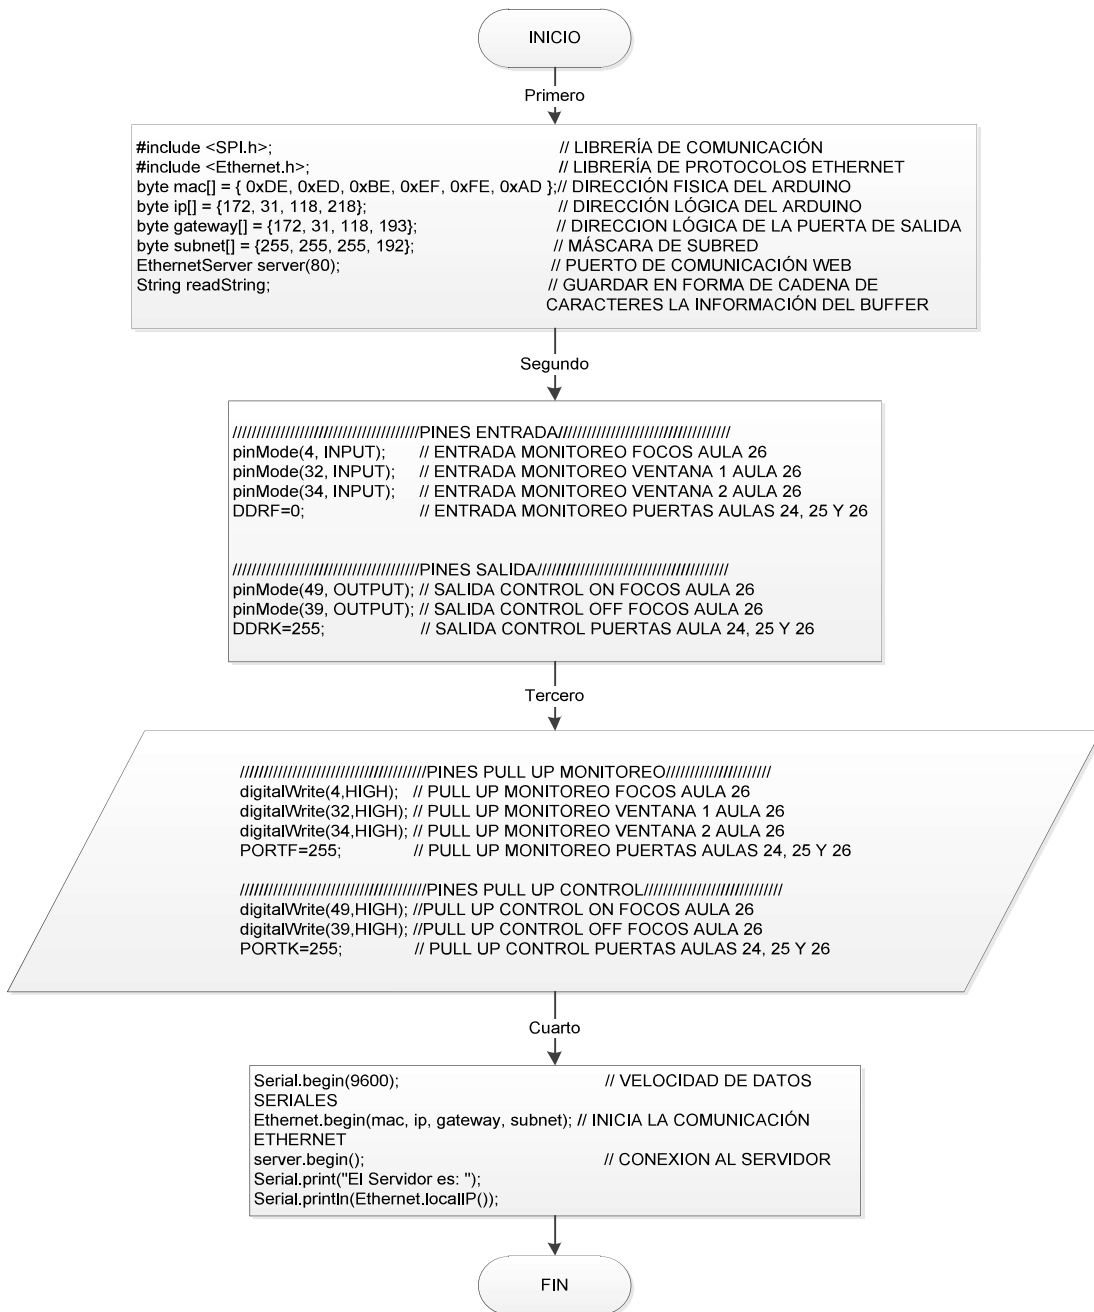 INICIO
Primero
#include <SPI.h>; // LIBRERÍA DE COMUNICACIÓN
#include <Ethernet.h>; // LIBRERÍA DE PROTOCOLOS ETHERNET
byte mac[] = { 0xDE, 0xED, 0xBE, 0xEF, 0xFE, 0xAD };// DIRECCIÓN FISICA DEL ARDUINO
byte ip[] = {172, 31, 118, 218}; // DIRECCIÓN LÓGICA DEL ARDUINO
byte gateway[] = {172, 31, 118, 193}; // DIRECCION LÓGICA DE LA PUERTA DE SALIDA
byte subnet[] = {255, 255, 255, 192}; // MÁSCARA DE SUBRED
EthernetServer server(80); // PUERTO DE COMUNICACIÓN WEB
String readString; // GUARDAR EN FORMA DE CADENA DE
CARACTERES LA INFORMACIÓN DEL BUFFER
Segundo
///////////////////////////////////////PINES ENTRADA////////////////////////////////////
pinMode(4, INPUT); // ENTRADA MONITOREO FOCOS AULA 26
pinMode(32, INPUT); // ENTRADA MONITOREO VENTANA 1 AULA 26
pinMode(34, INPUT); // ENTRADA MONITOREO VENTANA 2 AULA 26
DDRF=0; // ENTRADA MONITOREO PUERTAS AULAS 24, 25 Y 26
///////////////////////////////////////PINES SALIDA////////////////////////////////////////
pinMode(49, OUTPUT); // SALIDA CONTROL ON FOCOS AULA 26
pinMode(39, OUTPUT); // SALIDA CONTROL OFF FOCOS AULA 26
DDRK=255; // SALIDA CONTROL PUERTAS AULA 24, 25 Y 26
Tercero
///////////////////////////////////////PINES PULL UP MONITOREO//////////////////////
digitalWrite(4,HIGH); // PULL UP MONITOREO FOCOS AULA 26
digitalWrite(32,HIGH); // PULL UP MONITOREO VENTANA 1 AULA 26
digitalWrite(34,HIGH); // PULL UP MONITOREO VENTANA 2 AULA 26
PORTF=255; // PULL UP MONITOREO PUERTAS AULAS 24, 25 Y 26
///////////////////////////////////////PINES PULL UP CONTROL/////////////////////////////
digitalWrite(49,HIGH); //PULL UP CONTROL ON FOCOS AULA 26
digitalWrite(39,HIGH); //PULL UP CONTROL OFF FOCOS AULA 26
PORTK=255; // PULL UP CONTROL PUERTAS AULAS 24, 25 Y 26
Cuarto
Serial.begin(9600); // VELOCIDAD DE DATOS
SERIALES
Ethernet.begin(mac, ip, gateway, subnet); // INICIA LA COMUNICACIÓN
ETHERNET
server.begin(); // CONEXION AL SERVIDOR
Serial.print("El Servidor es: ");
Serial.println(Ethernet.localIP());
FIN